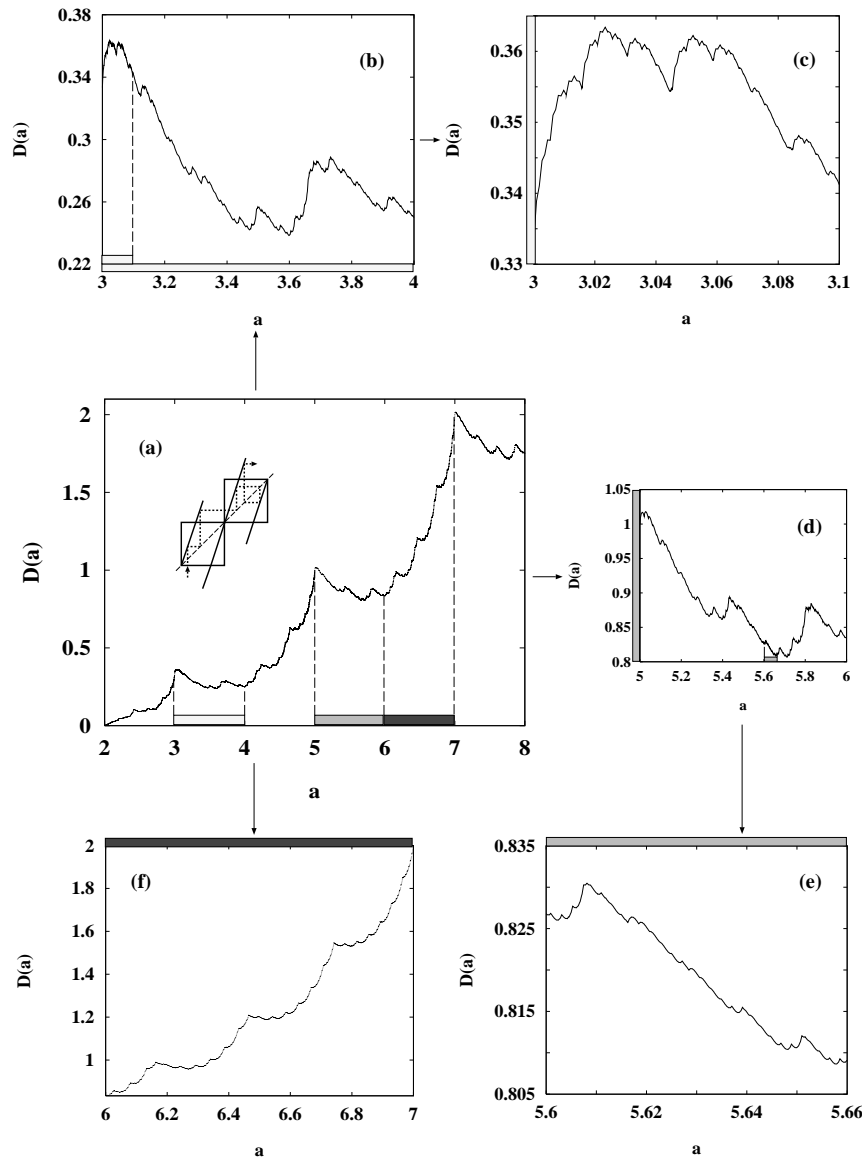 0.38
0.34
0.3
0.26
0.22
D(a)
(b)
3 3.2 3.4 3.6 3.8 4
a
0.36
0.35
0.34
0.33
D(a)
(c)
3 3.02 3.04 3.06 3.08 3.1
a
2
1.5
1
0.5
0
D(a)
(a)
2 3 4 5 6 7 8
a
1.05
1
0.95
0.9
0.85
0.8
D(a)
(d)
5 5.2 5.4 5.6 5.8 6
a
2
1.8
1.6
1.4
1.2
1
D(a)
(f)
6 6.2 6.4 6.6 6.8 7
a
0.835
0.825
0.815
0.805
D(a)
(e)
5.6 5.62 5.64 5.66
a